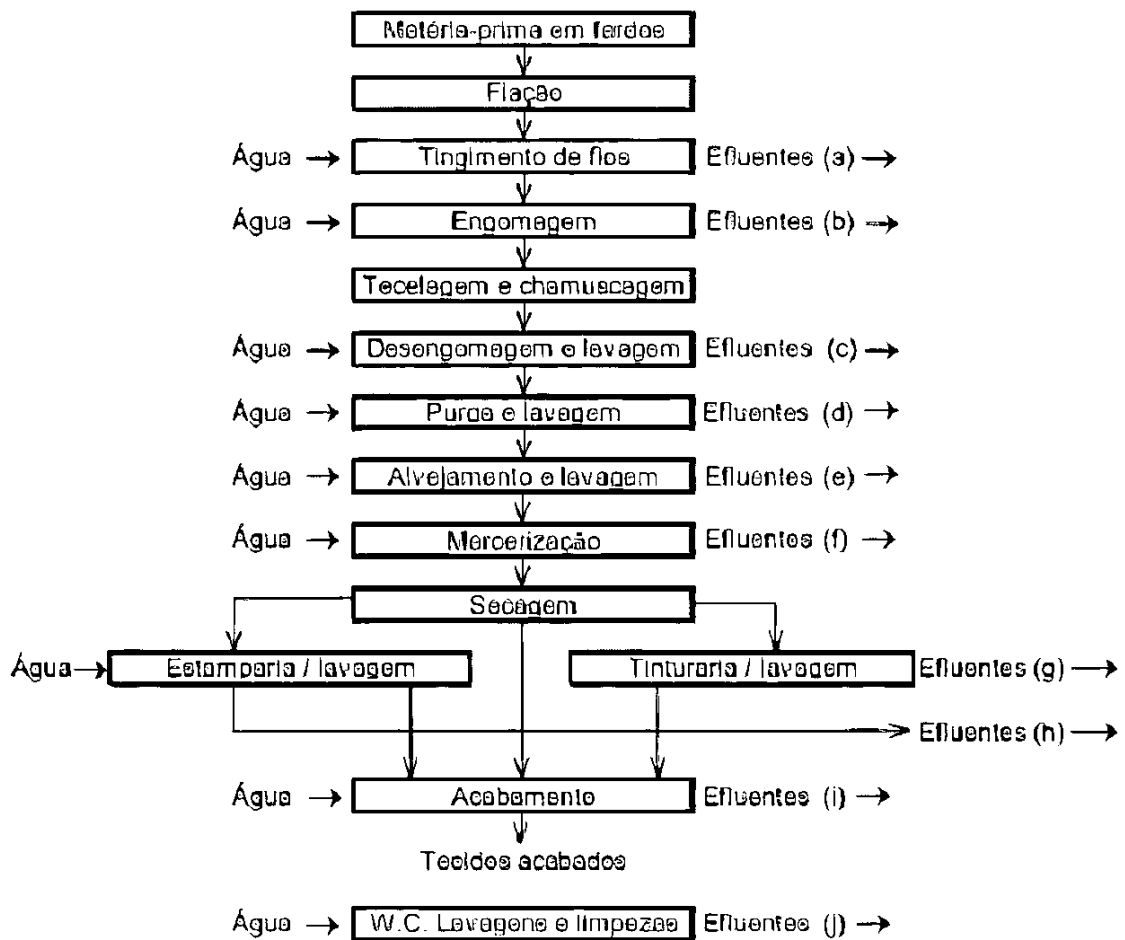 Matéria-prima em fardos
Fiação
Água → Tingimento de fios Efluentes (a) →
Água → Engomagem Efluentes (b) →
Tecelagem e chamuscagem
Água → Desengomagem e lavagem Efluentes (c) →
Água → Purga e lavagem Efluentes (d) →
Água → Alvejamento e lavagem Efluentes (e) →
Água → Mercerização Efluentes (f) →
Secagem
Água → Estamparia / lavagem Tinturaria / lavagem Efluentes (g) →
Efluentes (h) →
Água → Acabamento Efluentes (i) →
Tecidos acabados
Água → W.C. Lavagens e limpezas Efluentes (j) →